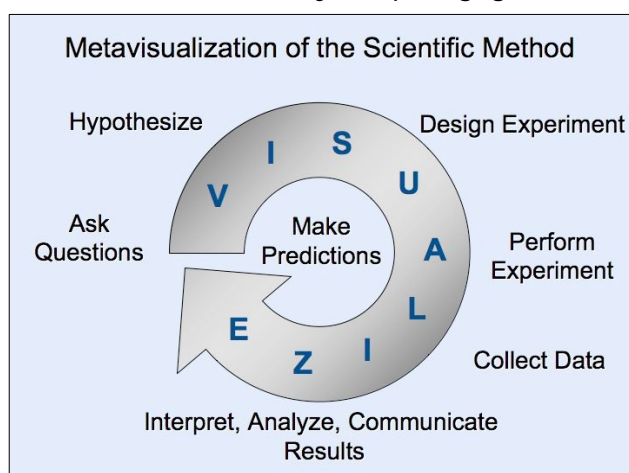 Metavisualization of the Scientific Method
Hypothesize
Design Experiment
VISUALIZE
Ask
Questions
Make
Predictions
Perform
Experiment
Collect Data
Interpret, Analyze, Communicate
Results